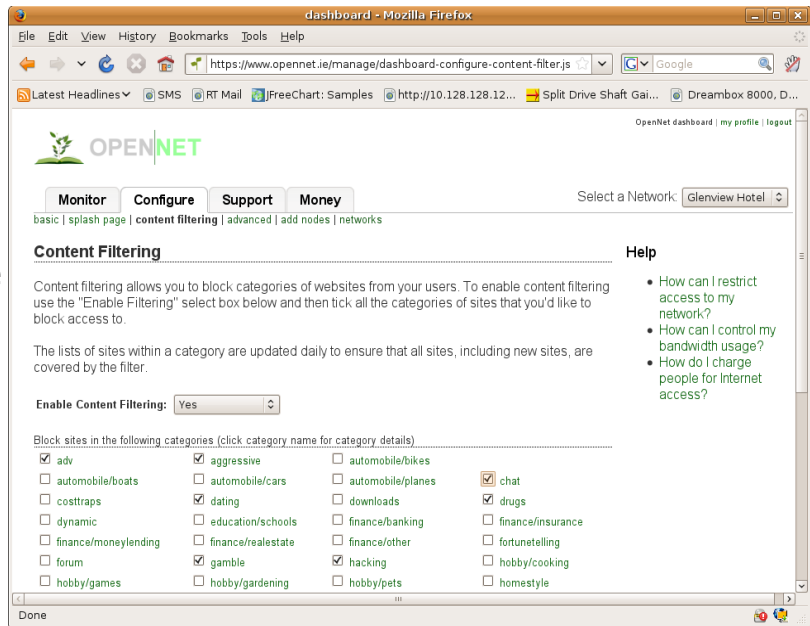 dashboard - Mozilla Firefox
File Edit View History Bookmarks Tools Help
https://www.opennet.ie/manage/dashboard-configure-content-filter.js
Google
Latest Headlines SMS RT Mail JFreeChart: Samples http://10.128.128.12... Split Drive Shaft Gai... Dreambox 8000, D...
OpenNet dashboard | my profile | logout
OPENNET
Monitor Configure Support Money
Select a Network: Glenview Hotel
basic | splash page | content filtering | advanced | add nodes | networks
Content Filtering
Content filtering allows you to block categories of websites from your users. To enable content filtering
use the "Enable Filtering" select box below and then tick all the categories of sites that you'd like to
block access to.
The lists of sites within a category are updated daily to ensure that all sites, including new sites, are
covered by the filter.
Enable Content Filtering: Yes
Block sites in the following categories (click category name for category details)
adv aggressive automobile/bikes
automobile/boats automobile/cars automobile/planes chat
costtraps dating downloads drugs
dynamic education/schools finance/banking finance/insurance
finance/moneylending finance/realestate finance/other fortunetelling
forum gamble hacking hobby/cooking
hobby/games hobby/gardening hobby/pets homestyle
Help
How can I restrict
access to my
network?
How can I control my
bandwidth usage?
How do I charge
people for Internet
access?
Done